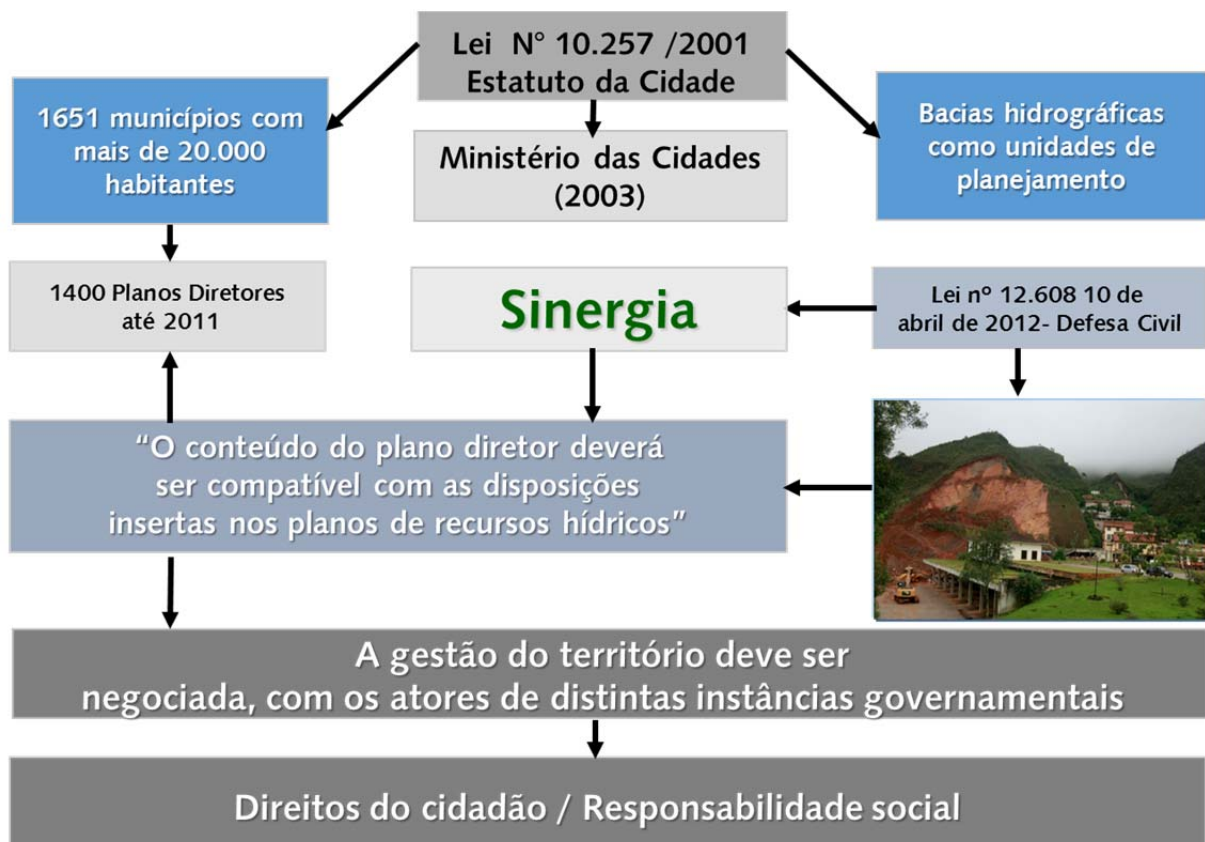 Lei N° 10.257 /2001
Estatuto da Cidade
1651 municípios com
mais de 20.000
habitantes
Ministério das Cidades
(2003)
Bacias hidrográficas
como unidades de
planejamento
1400 Planos Diretores
até 2011
Sinergia
Lei nº 12.608 10 de
abril de 2012- Defesa Civil
“O conteúdo do plano diretor deverá
ser compatível com as disposições
insertas nos planos de recursos hídricos”
A gestão do território deve ser
negociada, com os atores de distintas instâncias governamentais
Direitos do cidadão / Responsabilidade social